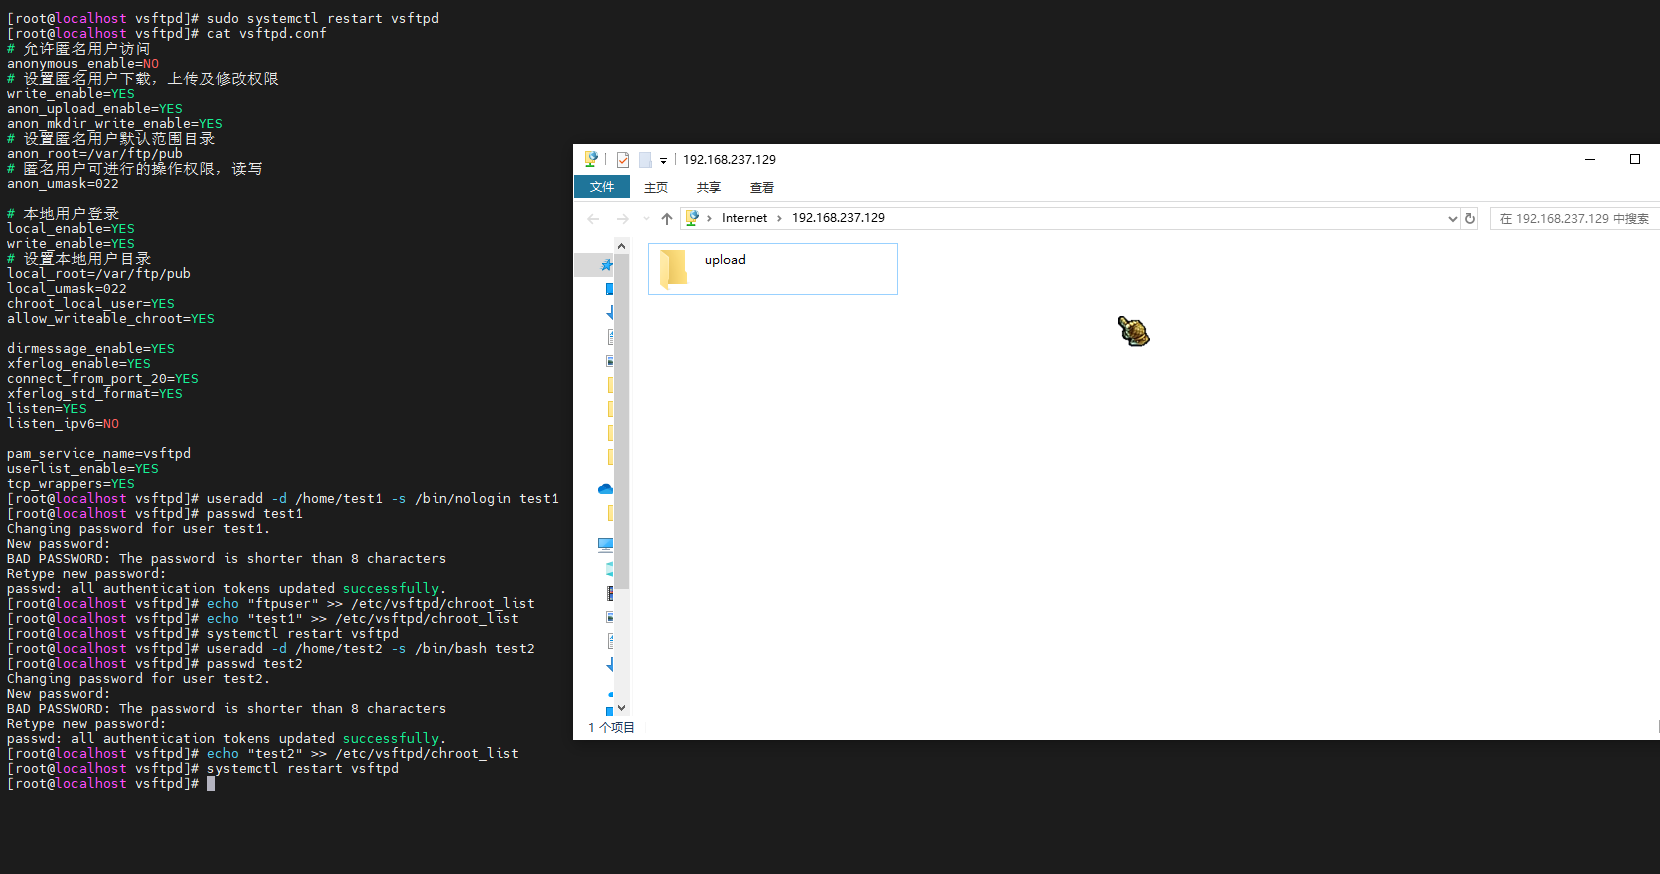 [root@localhost vsftpd]# sudo systemctl restart vsftpd
[root@localhost vsftpd]# cat vsftpd.conf
# 允许匿名用户访问
anonymous_enable=NO
# 设置匿名用户下载，上传及修改权限
write_enable=YES
anon_upload_enable=YES
anon_mkdir_write_enable=YES
# 设置匿名用户默认范围目录
anon_root=/var/ftp/pub
# 匿名用户可进行的操作权限，读写
anon_umask=022
# 本地用户登录
local_enable=YES
write_enable=YES
# 设置本地用户目录
local_root=/var/ftp/pub
local_umask=022
chroot_local_user=YES
allow_writeable_chroot=YES
dirmessage_enable=YES
xferlog_enable=YES
connect_from_port_20=YES
xferlog_std_format=YES
listen=YES
listen_ipv6=NO
pam_service_name=vsftpd
userlist_enable=YES
tcp_wrappers=YES
[root@localhost vsftpd]# useradd -d /home/test1 -s /bin/nologin test1
[root@localhost vsftpd]# passwd test1
Changing password for user test1.
New password:
BAD PASSWORD: The password is shorter than 8 characters
Retype new password:
passwd: all authentication tokens updated successfully.
[root@localhost vsftpd]# echo "ftpuser" >> /etc/vsftpd/chroot_list
[root@localhost vsftpd]# echo "test1" >> /etc/vsftpd/chroot_list
[root@localhost vsftpd]# systemctl restart vsftpd
[root@localhost vsftpd]# useradd -d /home/test2 -s /bin/bash test2
[root@localhost vsftpd]# passwd test2
Changing password for user test2.
New password:
BAD PASSWORD: The password is shorter than 8 characters
Retype new password:
passwd: all authentication tokens updated successfully.
[root@localhost vsftpd]# echo "test2" >> /etc/vsftpd/chroot_list
[root@localhost vsftpd]# systemctl restart vsftpd
[root@localhost vsftpd]#
192.168.237.129
文件 主页 共享 查看
Internet 192.168.237.129
在 192.168.237.129 中搜索
upload
1 个项目